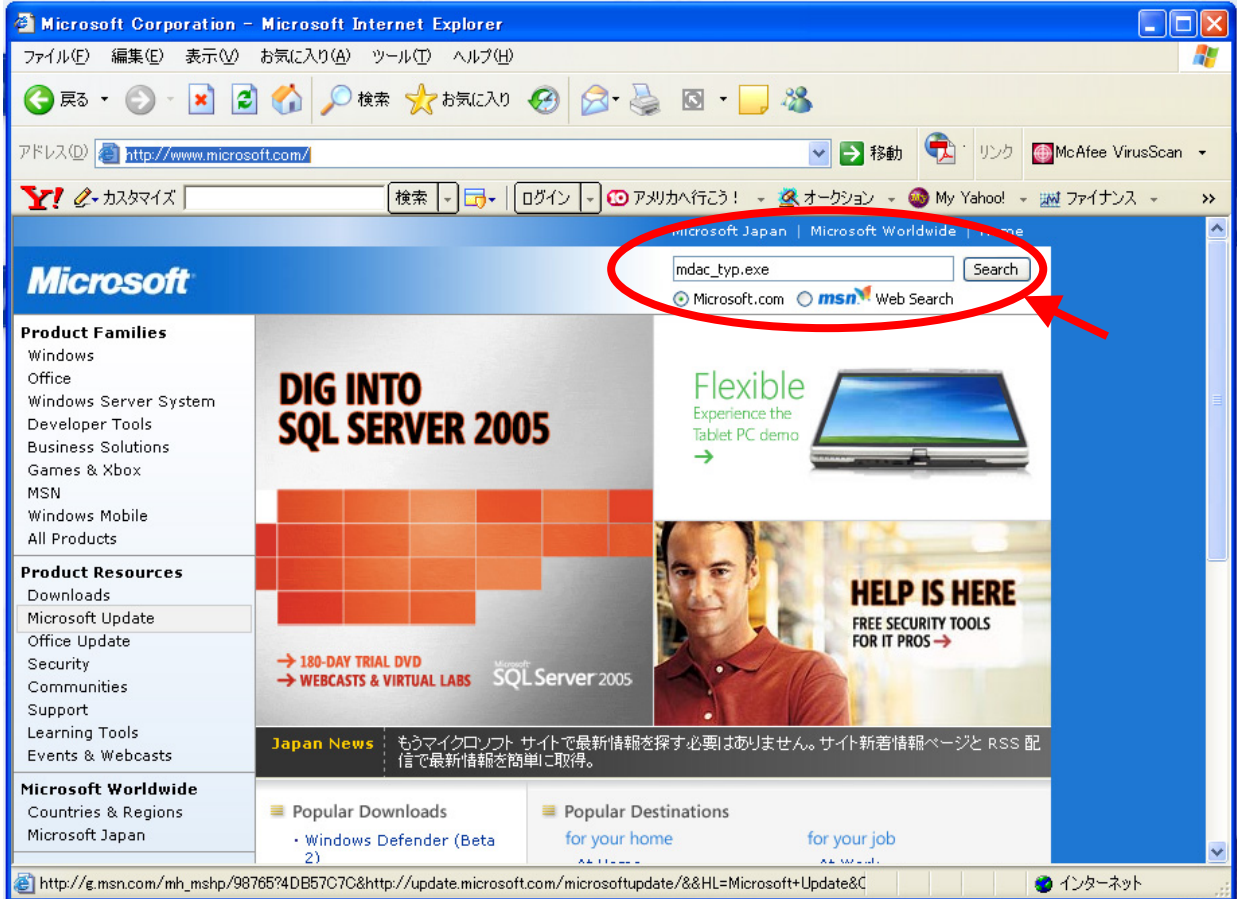 Microsoft Corporation - Microsoft Internet Explorer
ファイル(F) 編集(E) 表示(V) お気に入り(A) ツール(T) ヘルプ(H)
戻る 検索 お気に入り
アドレス(D) http://www.microsoft.com/ 移動 リンク McAfee VirusScan
Y! カスタマイズ 検索 ログイン アメリカへ行こう! オークション My Yahoo! ファイナンス »
Microsoft Japan | Microsoft Worldwide | Home
Microsoft
mdac_typ.exe Search
Microsoft.com msn Web Search
Product Families
Windows
Office
Windows Server System
Developer Tools
Business Solutions
Games & Xbox
MSN
Windows Mobile
All Products
Product Resources
Downloads
Microsoft Update
Office Update
Security
Communities
Support
Learning Tools
Events & Webcasts
Microsoft Worldwide
Countries & Regions
Microsoft Japan
DIG INTO
SQL SERVER 2005
→ 180-DAY TRIAL DVD
→ WEBCASTS & VIRTUAL LABS
Microsoft
SQL Server 2005
Flexible
Experience the
Tablet PC demo
→
HELP IS HERE
FREE SECURITY TOOLS
FOR IT PROS →
Japan News もうマイクロソフト サイトで最新情報を探す必要はありません。サイト新着情報ページと RSS 配
信で最新情報を簡単に取得。
Popular Downloads
・Windows Defender (Beta
2)
Popular Destinations
for your home
At Home
for your job
At Work
http://g.msn.com/mh_mshp/98765?4DB57C7C&http://update.microsoft.com/microsoftupdate/&&HL=Microsoft+Update&C
インターネット